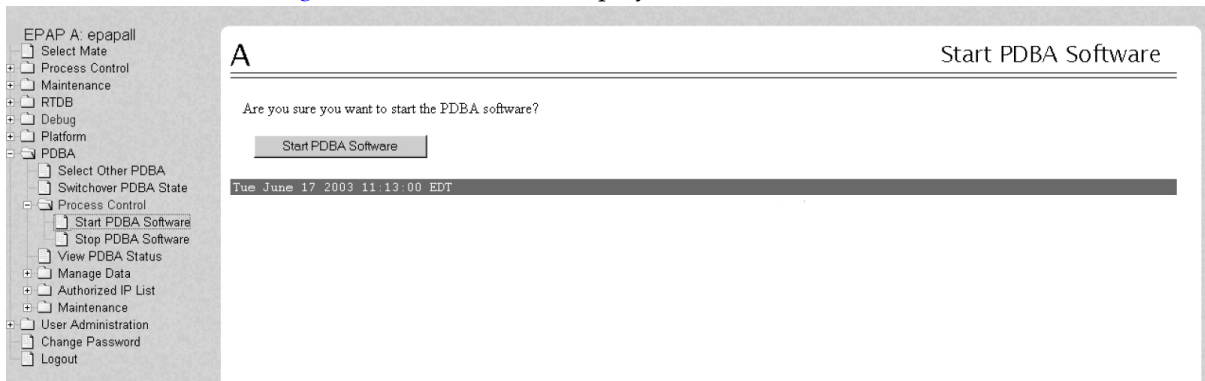 EPAP A: epapall
Select Mate
Process Control
Maintenance
RTDB
Debug
Platform
PDBA
Select Other PDBA
Switchover PDBA State
Process Control
Start PDBA Software
Stop PDBA Software
View PDBA Status
Manage Data
Authorized IP List
Maintenance
User Administration
Change Password
Logout
A
Start PDBA Software
Are you sure you want to start the PDBA software?
Start PDBA Software
Tue June 17 2003 11:13:00 EDT